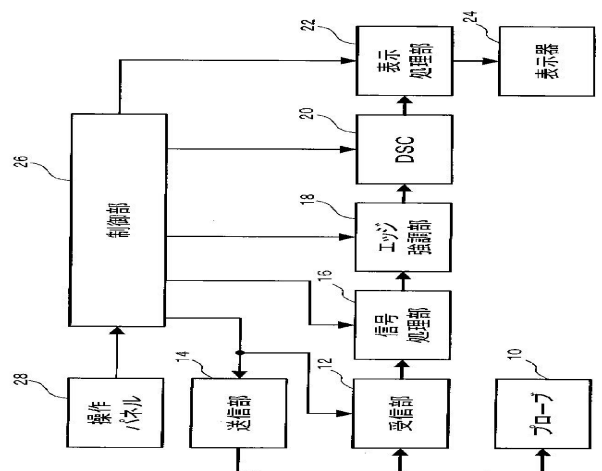 26
制御部
28
操作
パネル
14
送信部
12
受信部
16
信号
処理部
18
エッジ
強調部
20
DSC
22
表示
処理部
24
表示器
10
プローブ